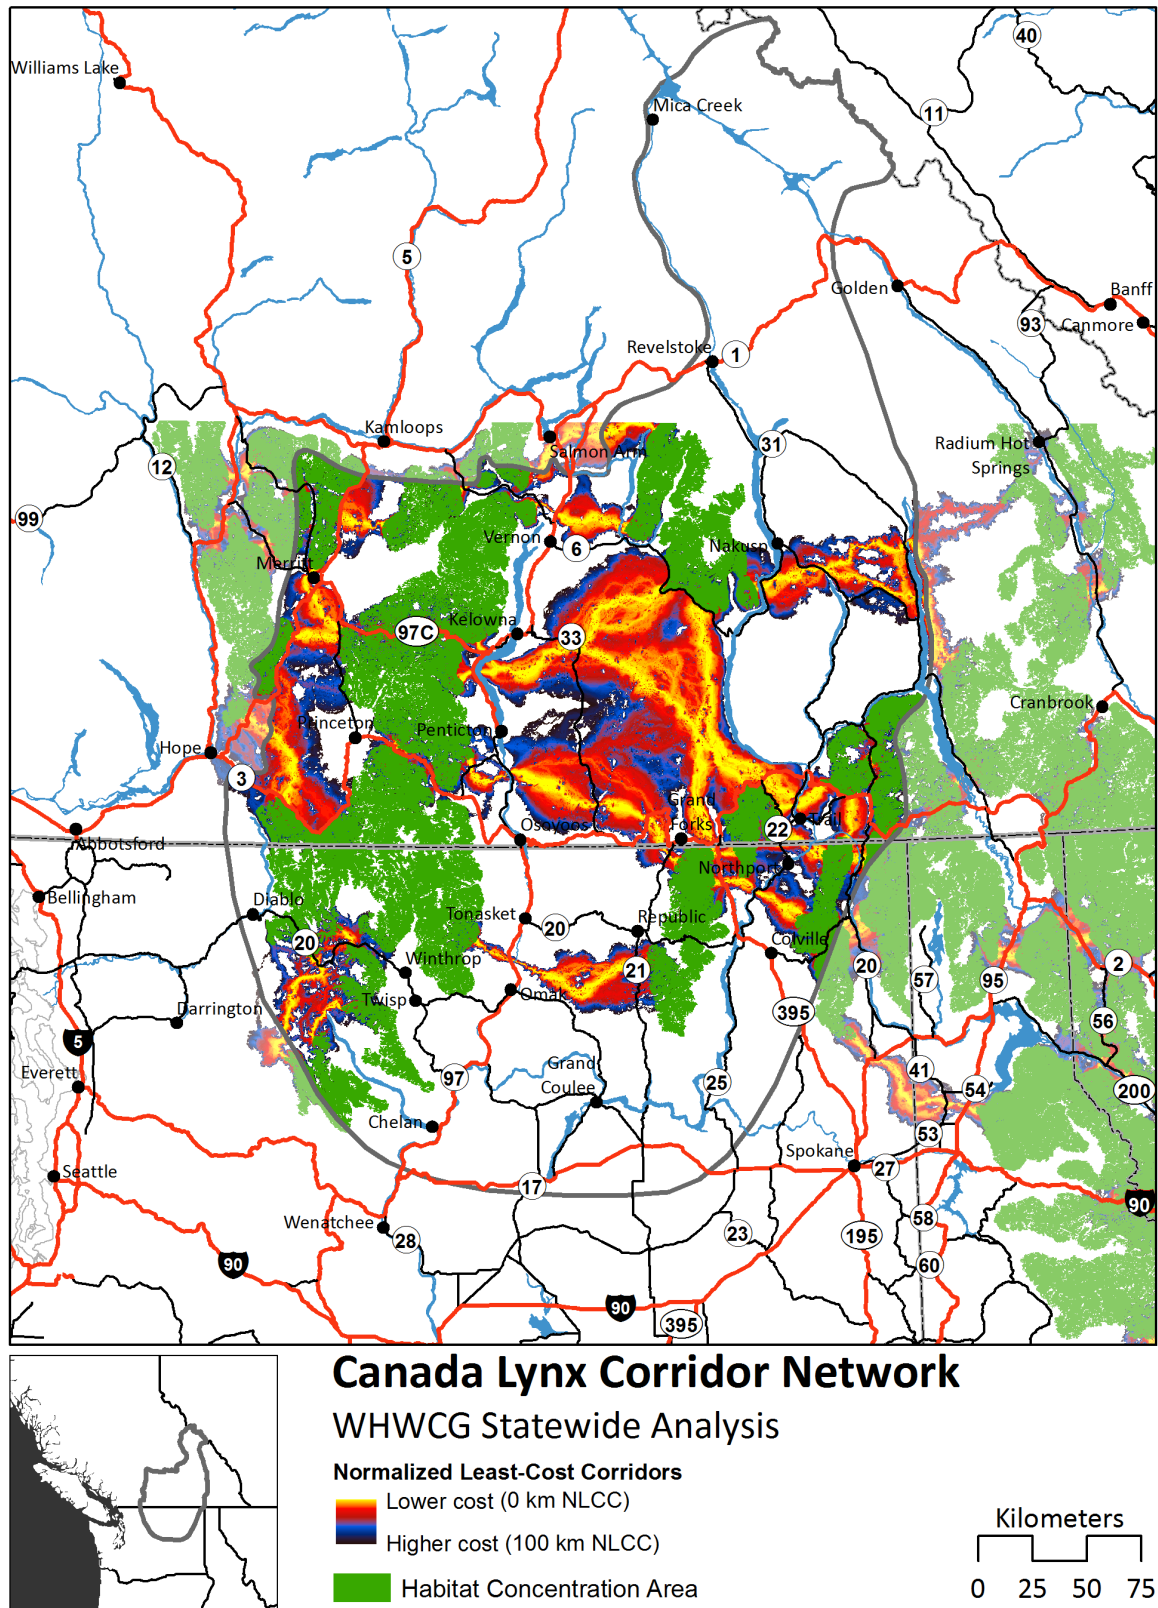 40
Williams Lake
Mica Creek
11
5
Golden
Banff
93
Canmore
Revelstoke
1
Kamloops
31
Radium Hot
Springs
Salmon Arm
12
99
Vernon
6
Nakusp
Merritt
97C
Kelowna
33
Princeton
Penticton
Cranbrook
Hope
3
Grand
Forks
Trail
22
Osoyoos
Abbotsford
Northport
Bellingham
Diablo
Tonasket
20
Republic
20
Colville
Winthrop
21
20
57
95
2
Twisp
Omak
Darrington
395
56
5
Everett
Grand
Coulee
97
25
41
54
200
Chelan
53
Spokane
27
Seattle
17
90
Wenatchee
28
23
195
58
60
90
90
395
Canada Lynx Corridor Network
WHWCG Statewide Analysis
Normalized Least-Cost Corridors
Lower cost (0 km NLCC)
Higher cost (100 km NLCC)
Habitat Concentration Area
Kilometers
0 25 50 75